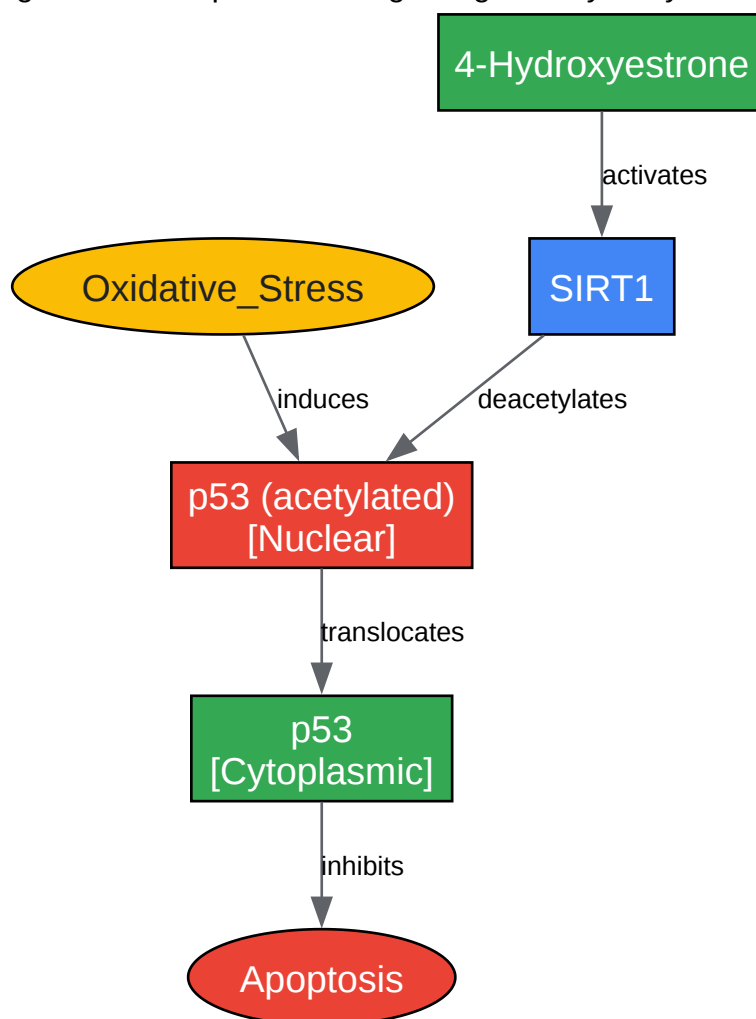 4-Hydroxyestrone
activates
Oxidative_Stress
SIRT1
induces
deacetylates
p53 (acetylated)
[Nuclear]
translocates
p53
[Cytoplasmic]
inhibits
Apoptosis